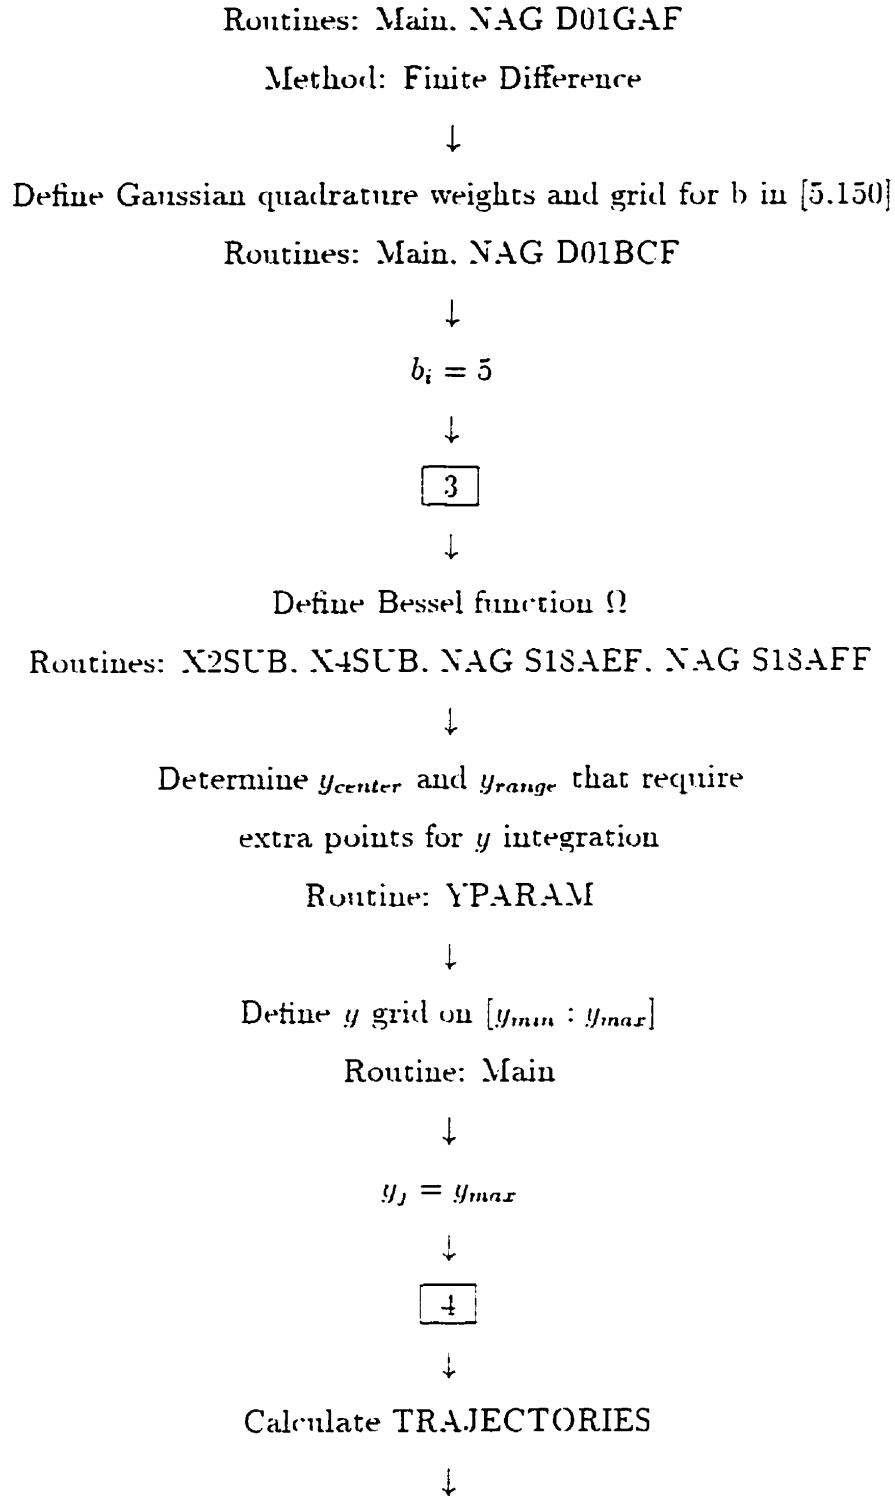 Routines: Main. NAG D01GAF
Method: Finite Difference
↓
Define Gaussian quadrature weights and grid for b in [5.150]
Routines: Main. NAG D01BCF
↓
b_i = 5
↓
3
↓
Define Bessel function Ω
Routines: X2SUB. X4SUB. NAG S18AEF. NAG S18AFF
↓
Determine y_center and y_range that require
extra points for y integration
Routine: YPARAM
↓
Define y grid on [y_min : y_max]
Routine: Main
↓
y_j = y_max
↓
4
↓
Calculate TRAJECTORIES
↓